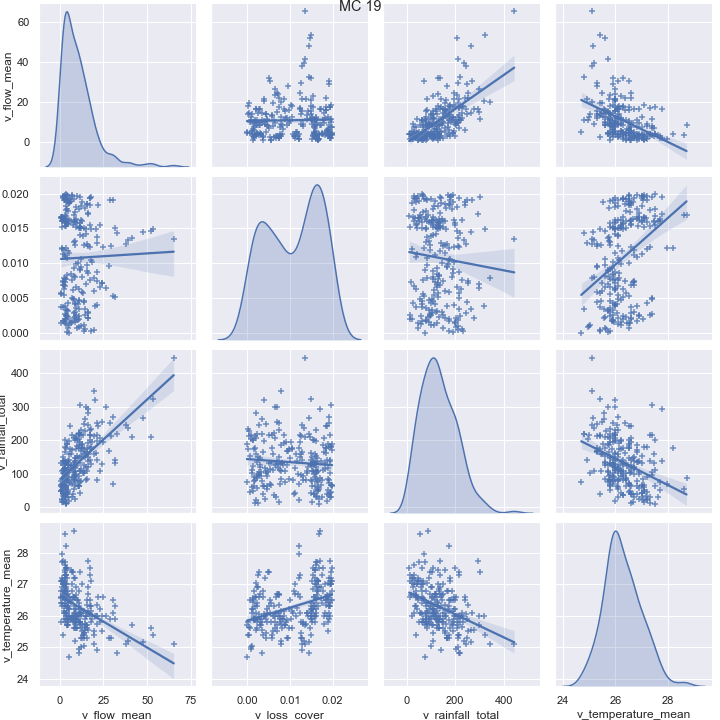 MC 19
v_flow_mean
60
40
20
0
0.020
0.015
0.010
0.005
0.000
v_rainfall_total
400
300
200
100
0
v_temperature_mean
28
27
26
25
24
0 25 50 75
0.00 0.01 0.02
0 200 400
24 26 28
v_flow_mean
v_loss_cover
v_rainfall_total
v_temperature_mean